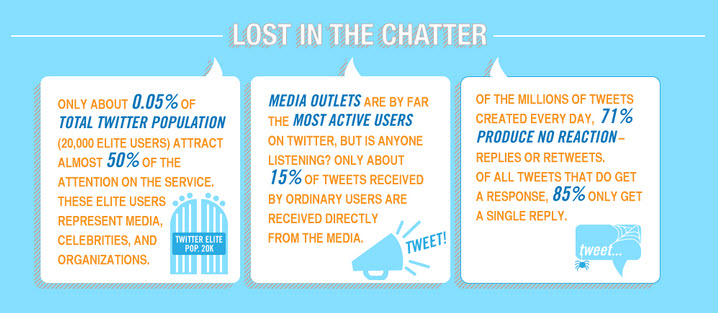 LOST IN THE CHATTER
ONLY ABOUT 0.05% OF
TOTAL TWITTER POPULATION
(20,000 ELITE USERS) ATTRACT
ALMOST 50% OF THE
ATTENTION ON THE SERVICE.
THESE ELITE USERS
REPRESENT MEDIA,
CELEBRITIES, AND
ORGANIZATIONS.
TWITTER ELITE
POP. 20K
MEDIA OUTLETS ARE BY FAR
THE MOST ACTIVE USERS
ON TWITTER, BUT IS ANYONE
LISTENING? ONLY ABOUT
15% OF TWEETS RECEIVED
BY ORDINARY USERS ARE
RECEIVED DIRECTLY
FROM THE MEDIA.
TWEET!
OF THE MILLIONS OF TWEETS
CREATED EVERY DAY, 71%
PRODUCE NO REACTION–
REPLIES OR RETWEETS.
OF ALL TWEETS THAT DO GET
A RESPONSE, 85% ONLY GET
A SINGLE REPLY.
tweet...